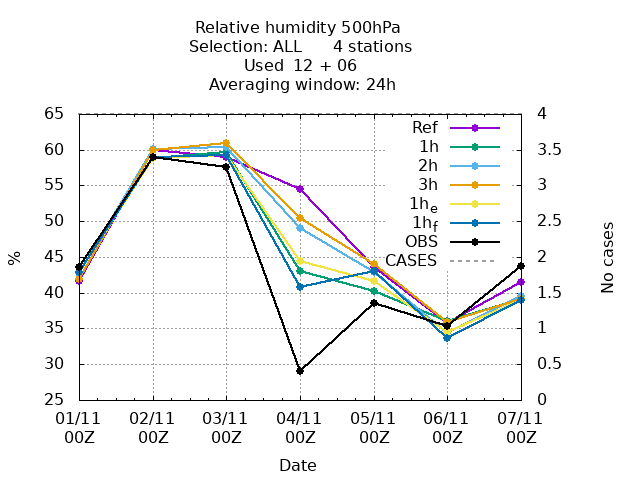 Relative humidity 500hPa
Selection: ALL 4 stations
Used 12 + 06
Averaging window: 24h
65 4
Ref
1h
60 3.5
2h
55 3
3h
1he
50 2.5
1hf
OBS
45 2
CASES
% No cases
40 1.5
35 1
30 0.5
25 0
01/11 02/11 03/11 04/11 05/11 06/11 07/11
00Z 00Z 00Z 00Z 00Z 00Z 00Z
Date